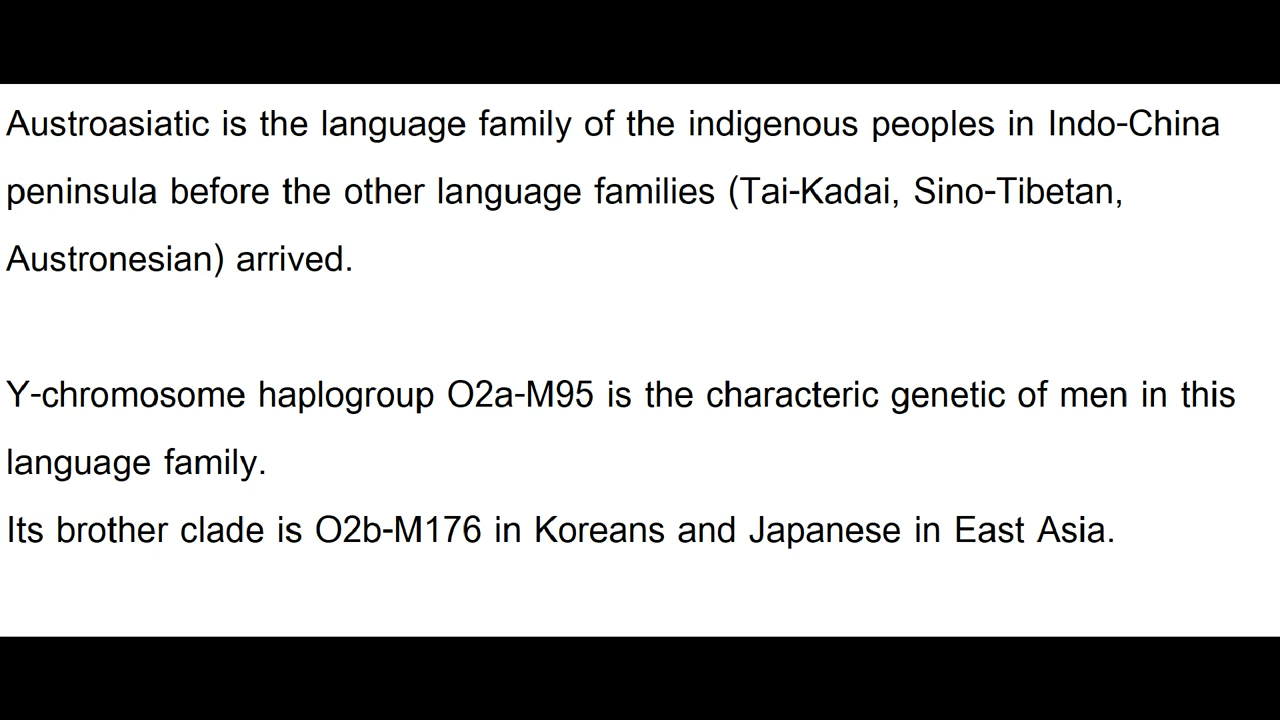 Austroasiatic is the language family of the indigenous peoples in Indo-China
peninsula before the other language families (Tai-Kadai, Sino-Tibetan,
Austronesian) arrived.
Y-chromosome haplogroup O2a-M95 is the characteric genetic of men in this
language family.
Its brother clade is O2b-M176 in Koreans and Japanese in East Asia.